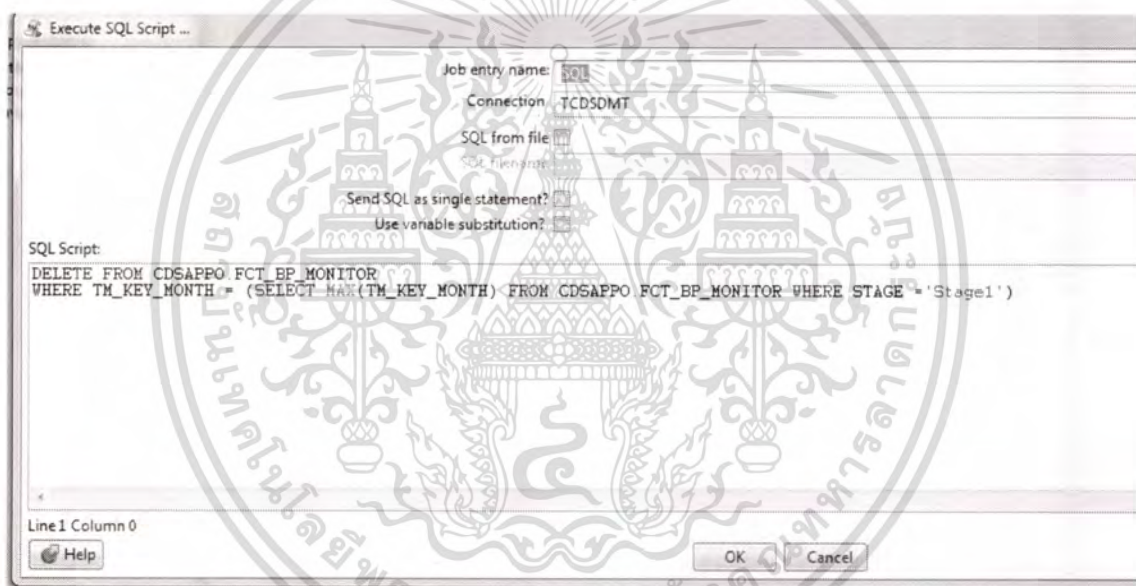 Execute SQL Script ...
Job entry name: SQL
Connection TCDSDMT
SQL from file
SQL filename:
Send SQL as single statement?
Use variable substitution?
SQL Script:
DELETE FROM CDSAPPO.FCT_BP_MONITOR
WHERE TM_KEY_MONTH = (SELECT MAX(TM_KEY_MONTH) FROM CDSAPPO.FCT_BP_MONITOR WHERE STAGE ='Stage1')
Line 1 Column 0
Help
OK Cancel